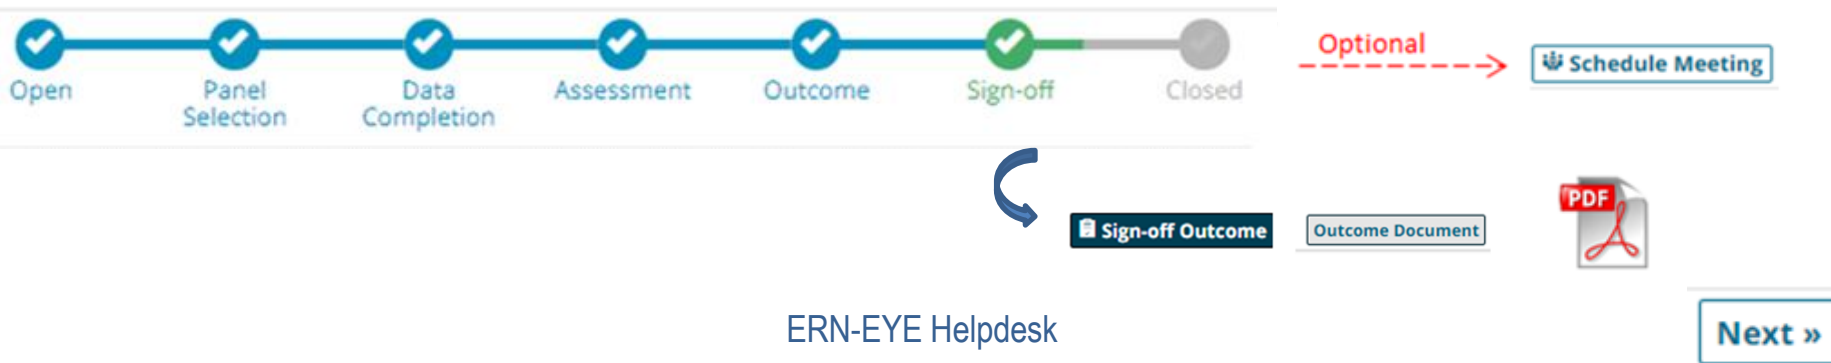 Open
Panel
Selection
Data
Completion
Assessment
Outcome
Sign-off
Closed
Optional
Schedule Meeting
Sign-off Outcome
Outcome Document
PDF
ERN-EYE Helpdesk
Next »